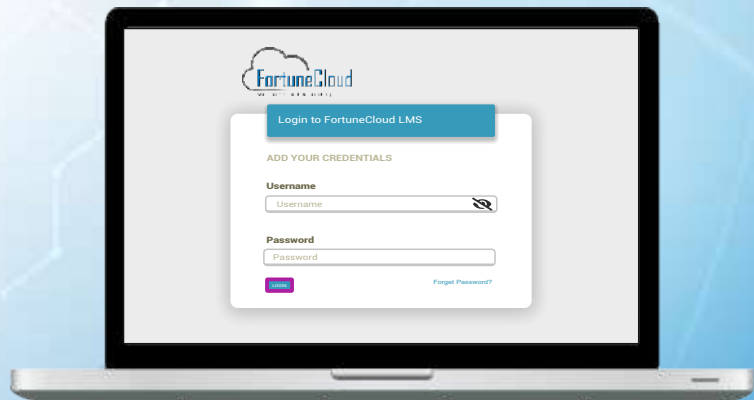 FortuneCloud
Login to FortuneCloud LMS
ADD YOUR CREDENTIALS
Username
Username
Password
Password
LOGIN
Forget Password?